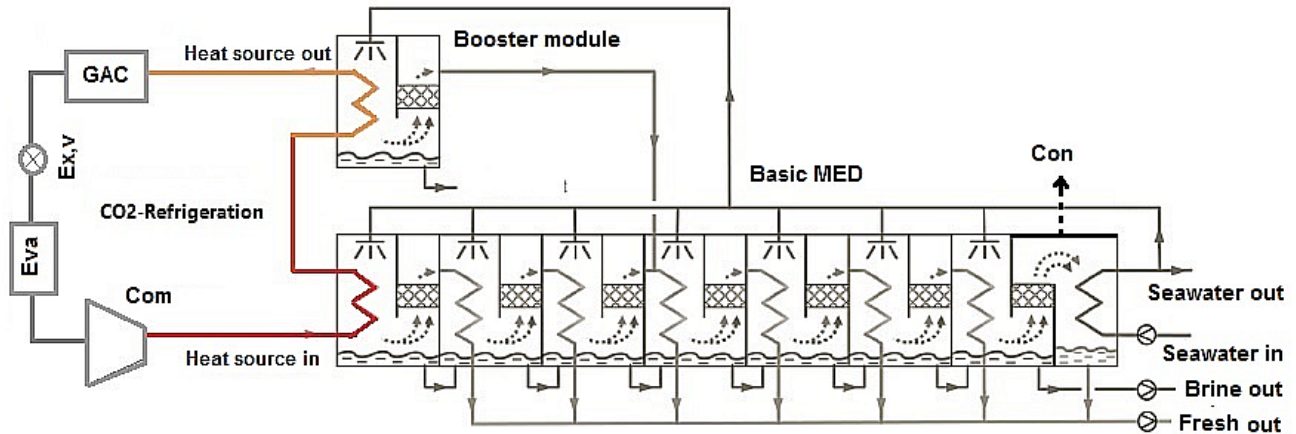 Booster module
Heat source out
GAC
Ex,v
Con
Basic MED
CO2-Refrigeration
Eva
Com
Seawater out
Heat source in
Seawater in
Brine out
Fresh out